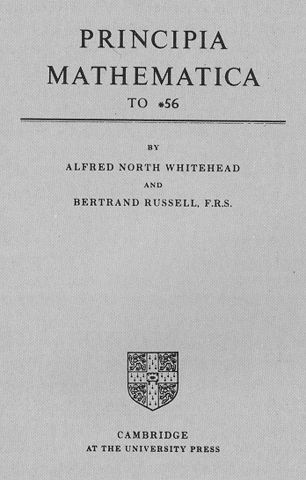 PRINCIPIA
MATHEMATICA
TO *56
BY
ALFRED NORTH WHITEHEAD
AND
BERTRAND RUSSELL, F.R.S.
CAMBRIDGE
AT THE UNIVERSITY PRESS